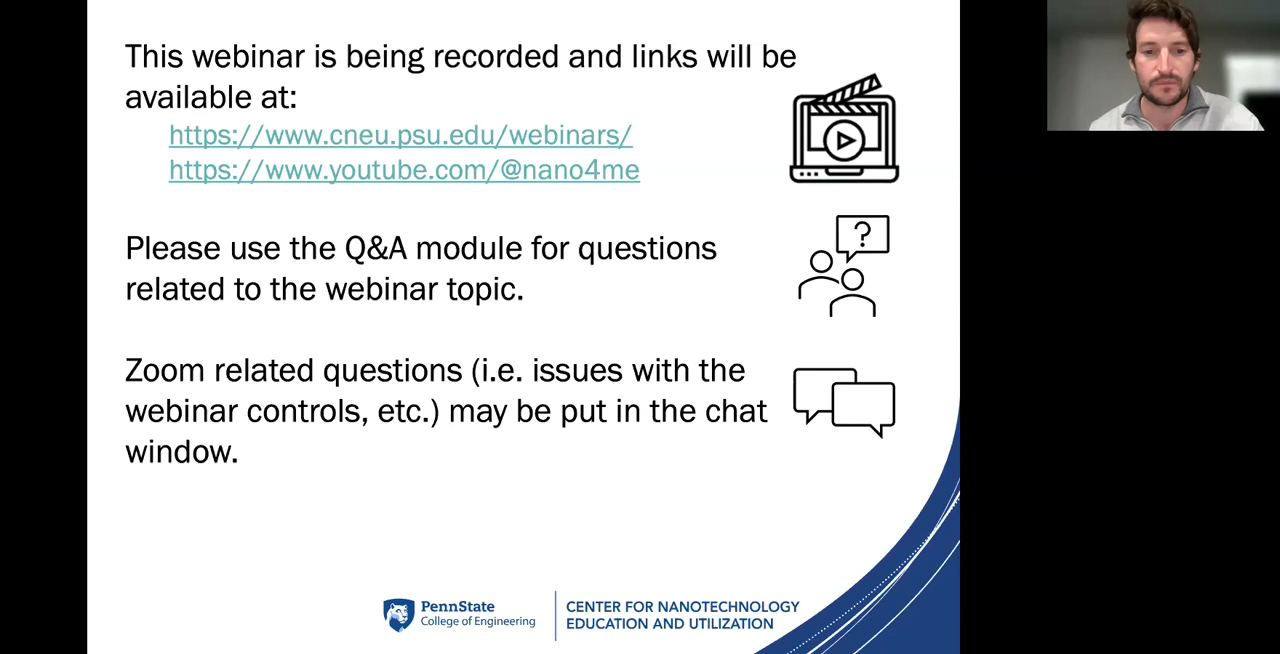 This webinar is being recorded and links will be
available at:
https://www.cneu.psu.edu/webinars/
https://www.youtube.com/@nano4me
Please use the Q&A module for questions
related to the webinar topic.
?
Zoom related questions (i.e. issues with the
webinar controls, etc.) may be put in the chat
window.
PennState
College of Engineering
CENTER FOR NANOTECHNOLOGY
EDUCATION AND UTILIZATION